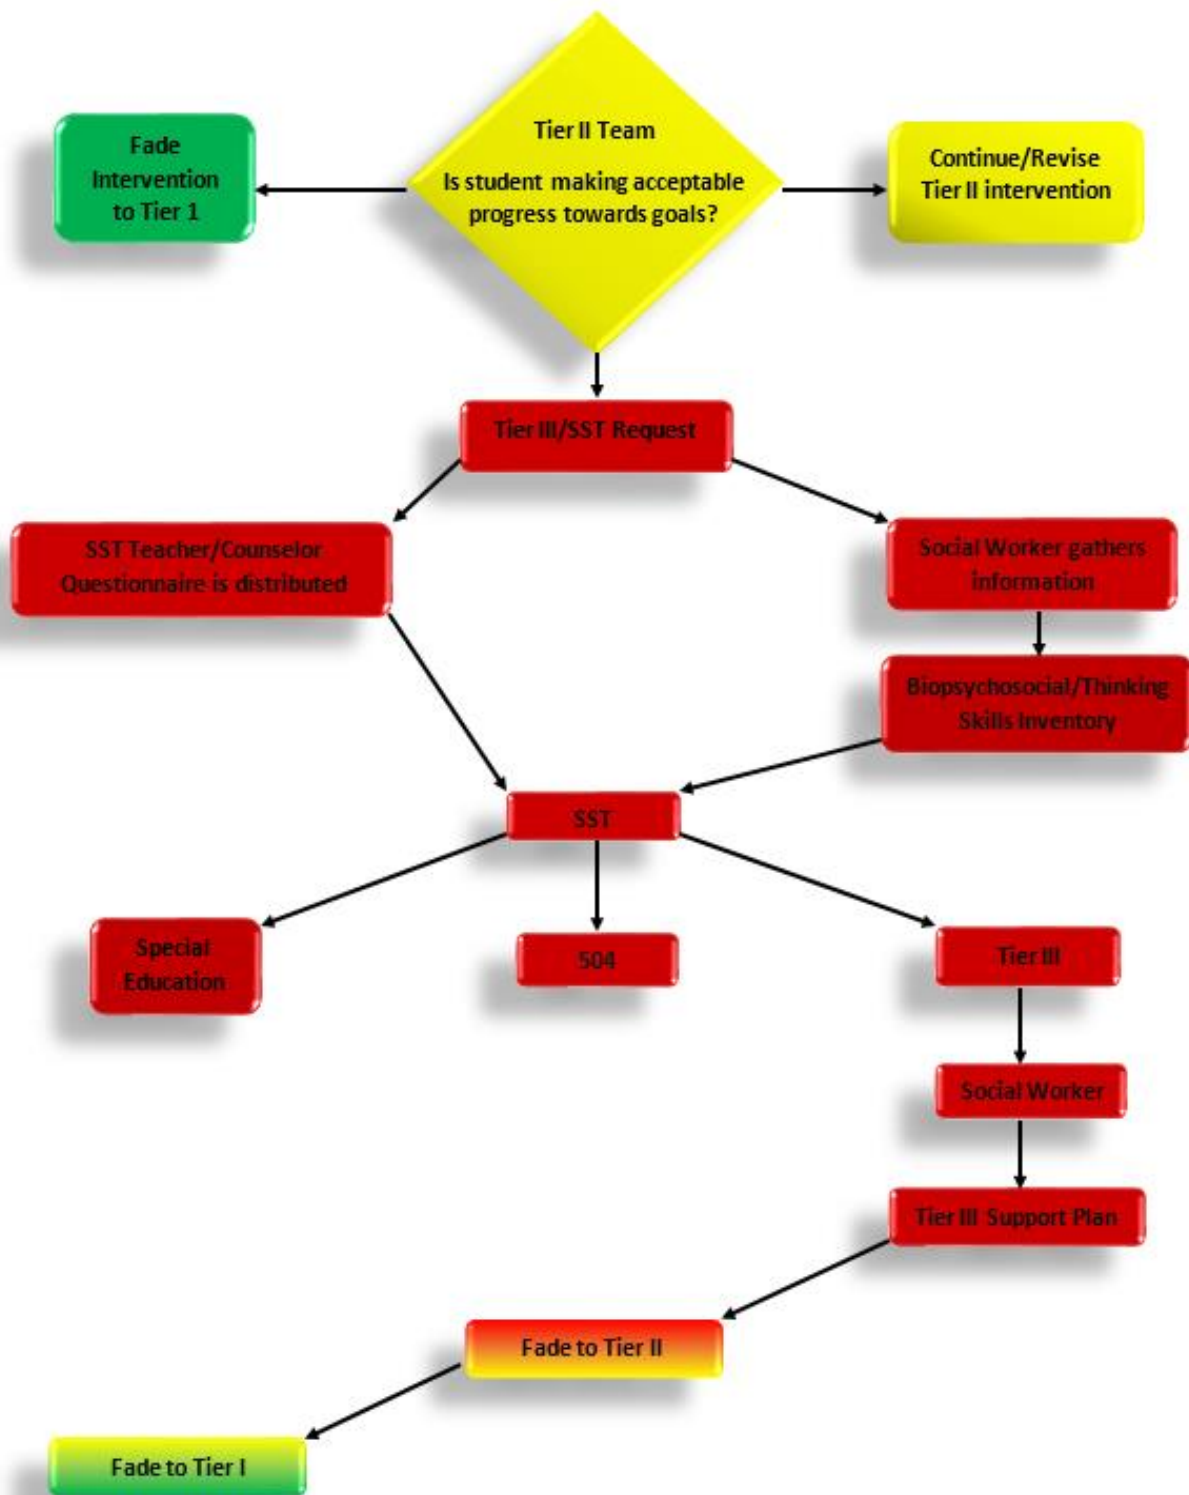 Fade
Intervention
to Tier 1
Tier II Team
Is student making acceptable
progress towards goals?
Continue/Revise
Tier II intervention
Tier III/SST Request
SST Teacher/Counselor
Questionnaire is distributed
Social Worker gathers
information
Biopsychosocial/Thinking
Skills Inventory
SST
Special
Education
504
Tier III
Social Worker
Tier III Support Plan
Fade to Tier II
Fade to Tier I